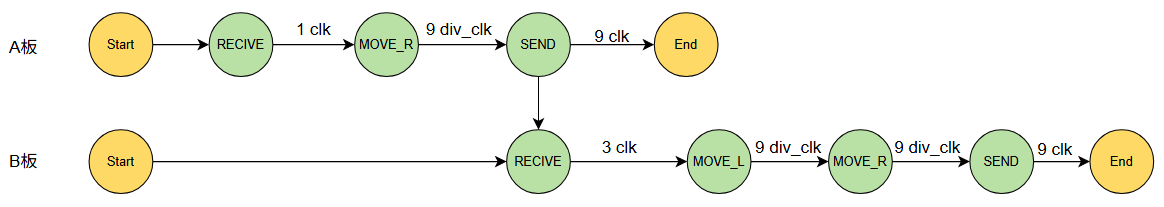 A板
Start
RECIVE
1 clk
MOVE_R
9 div_clk
SEND
9 clk
End
B板
Start
RECIVE
3 clk
MOVE_L
9 div_clk
MOVE_R
9 div_clk
SEND
9 clk
End